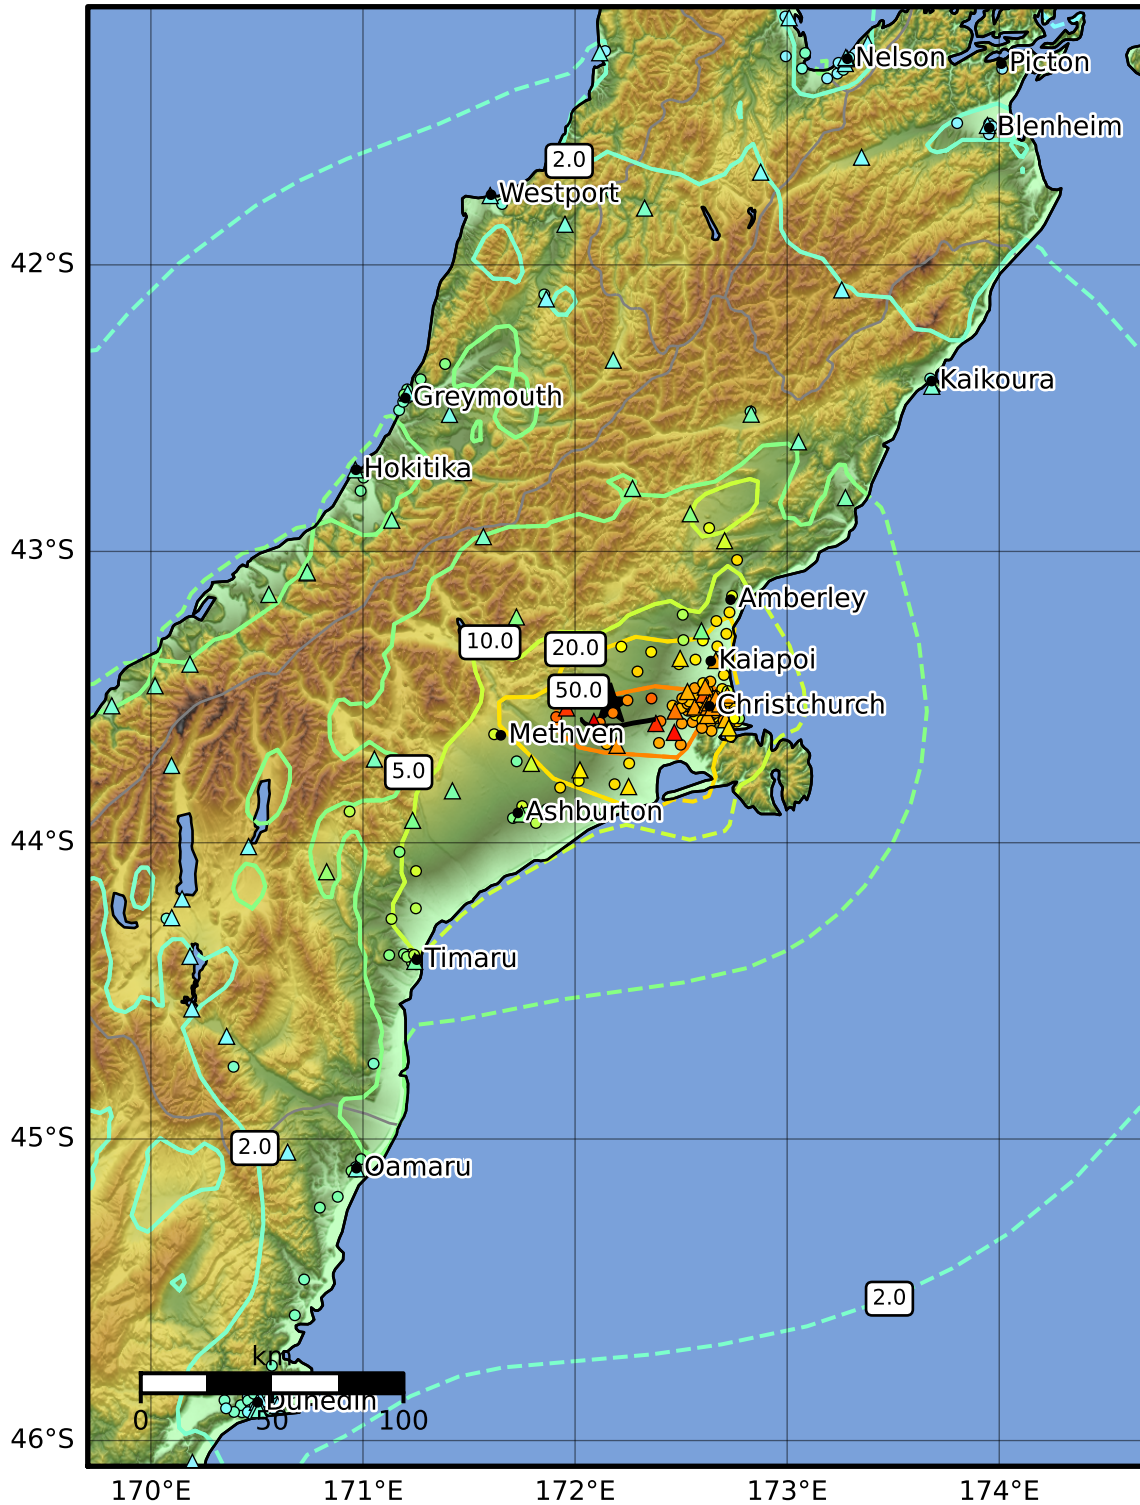 Nelson
Picton
Blenheim
2.0
Westport
42°S
Kaikoura
Greymouth
Hokitika
43°S
Amberley
10.0
20.0
Kaiapoi
50.0
Christchurch
Methven
5.0
Ashburton
44°S
Timaru
45°S
2.0
Oamaru
2.0
km
Dunedin
0
50
100
46°S
170°E
171°E
172°E
173°E
174°E